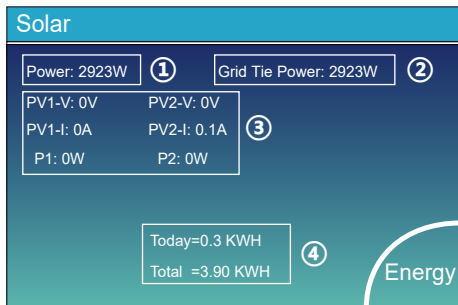 Solar
Power: 2923W ① Grid Tie Power: 2923W ②
PV1-V: 0V PV2-V: 0V
PV1-I: 0A PV2-I: 0.1A ③
P1: 0W P2: 0W
Today=0.3 KWH
④
Total =3.90 KWH
Energy